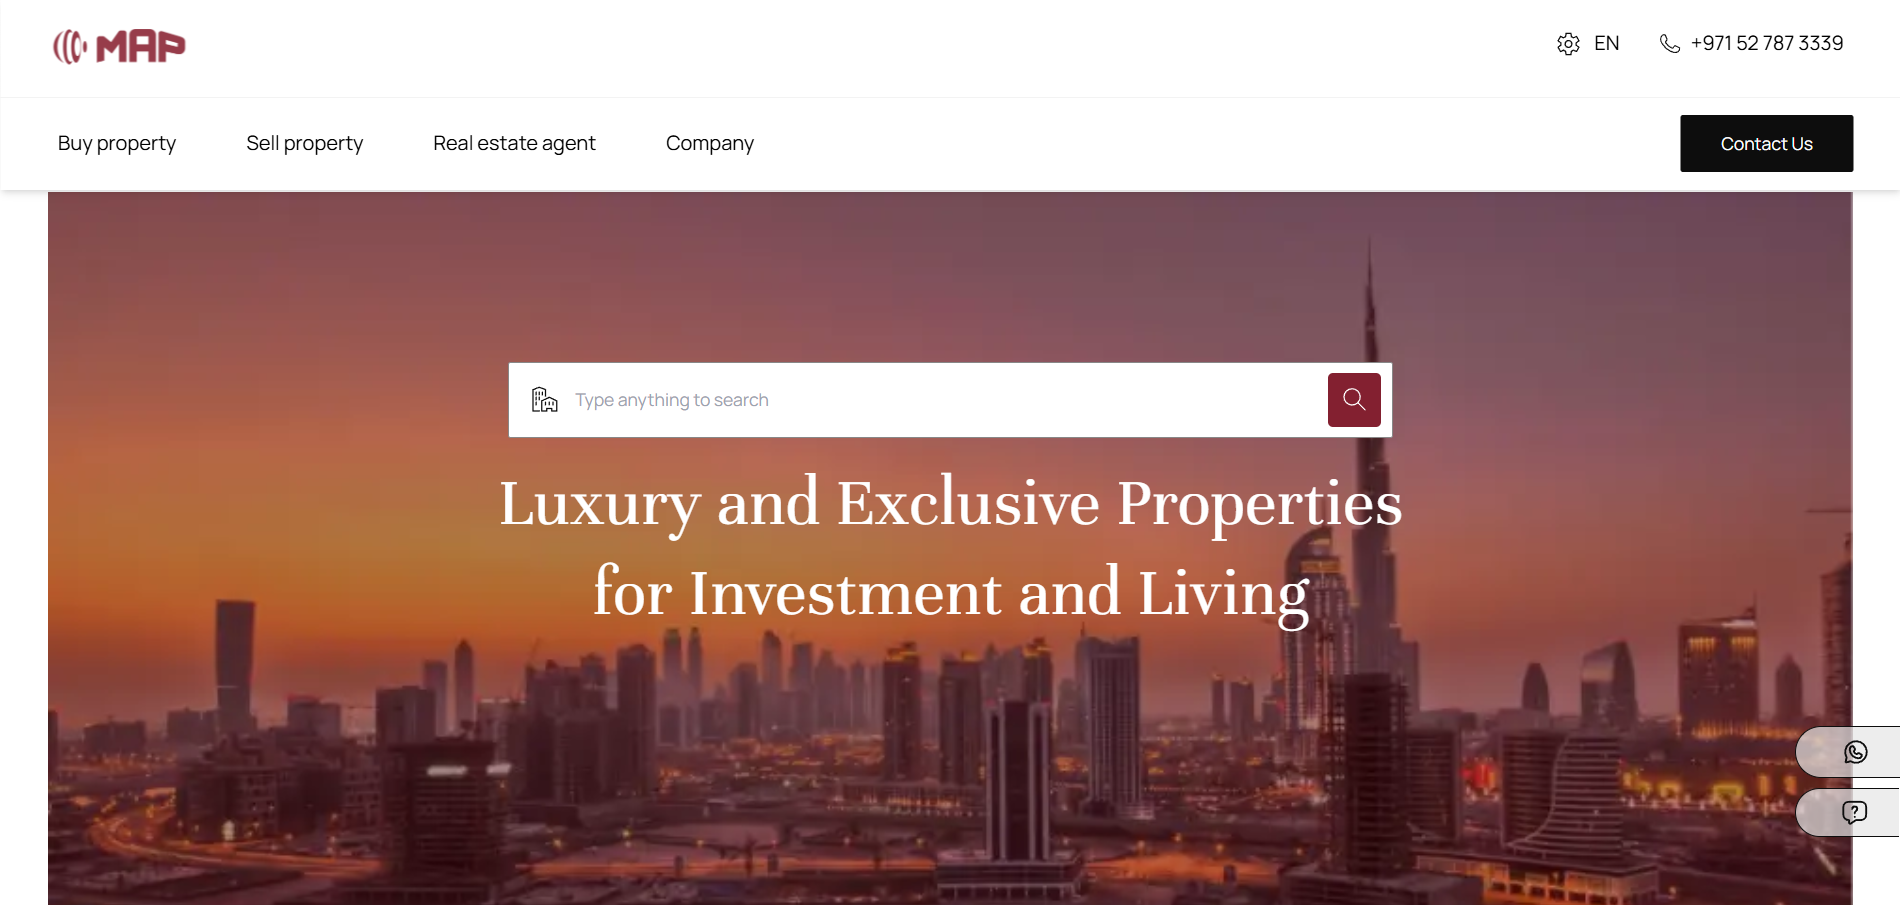 MAP
EN
+971 52 787 3339
Buy property
Sell property
Real estate agent
Company
Contact Us
Type anything to search
Luxury and Exclusive Properties
for Investment and Living